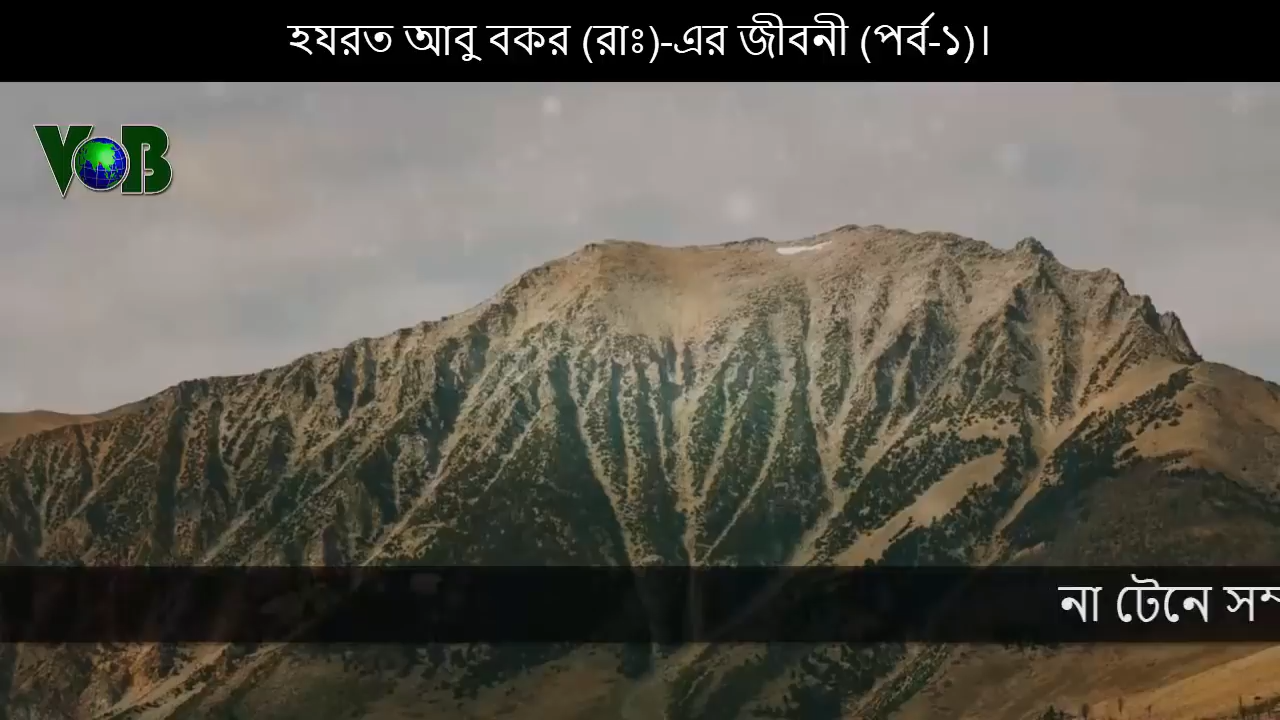 হযরত আবু বকর (রাঃ)-এর জীবনী (পর্ব-১)।
VOB
না টেনে